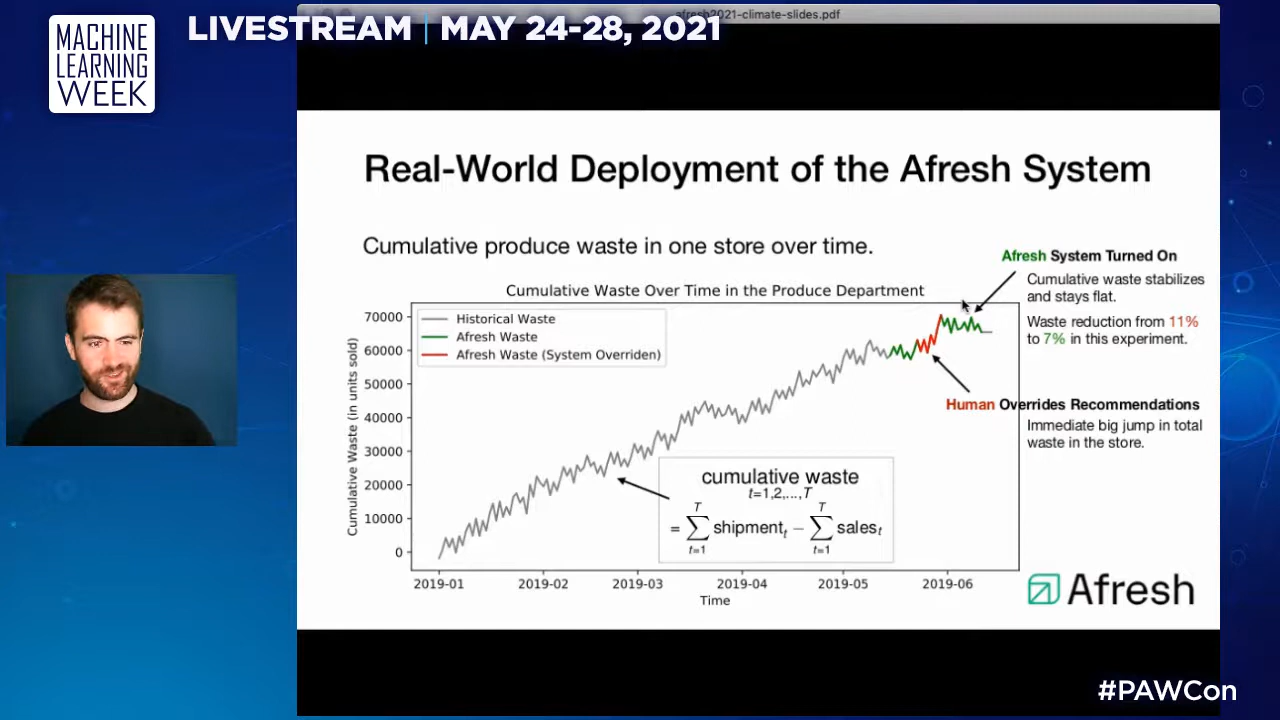 MACHINE
LEARNING
WEEK
LIVESTREAM | MAY 24-28, 2021
afresh2021-climate-slides.pdf
Real-World Deployment of the Afresh System
Cumulative produce waste in one store over time.
Afresh System Turned On
Cumulative waste stabilizes
and stays flat.
Waste reduction from 11%
to 7% in this experiment.
Cumulative Waste Over Time in the Produce Department
Historical Waste
Afresh Waste
Afresh Waste (System Overriden)
Human Overrides Recommendations
Immediate big jump in total
waste in the store.
Cumulative Waste (in units sold)
70000
60000
50000
40000
30000
20000
10000
0
cumulative waste
t=1,2,...,T
= ∑_{t=1}^{T} shipment_t − ∑_{t=1}^{T} sales_t
2019-01 2019-02 2019-03 2019-04 2019-05 2019-06
Time
Afresh
#PAWCon